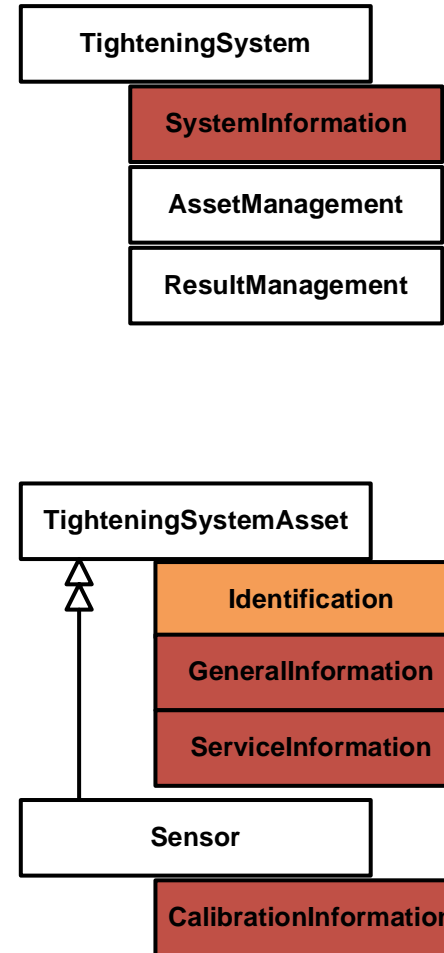 TighteningSystem
SystemInformation
AssetManagement
ResultManagement
TighteningSystemAsset
Identification
GeneralInformation
ServiceInformation
Sensor
CalibrationInformation